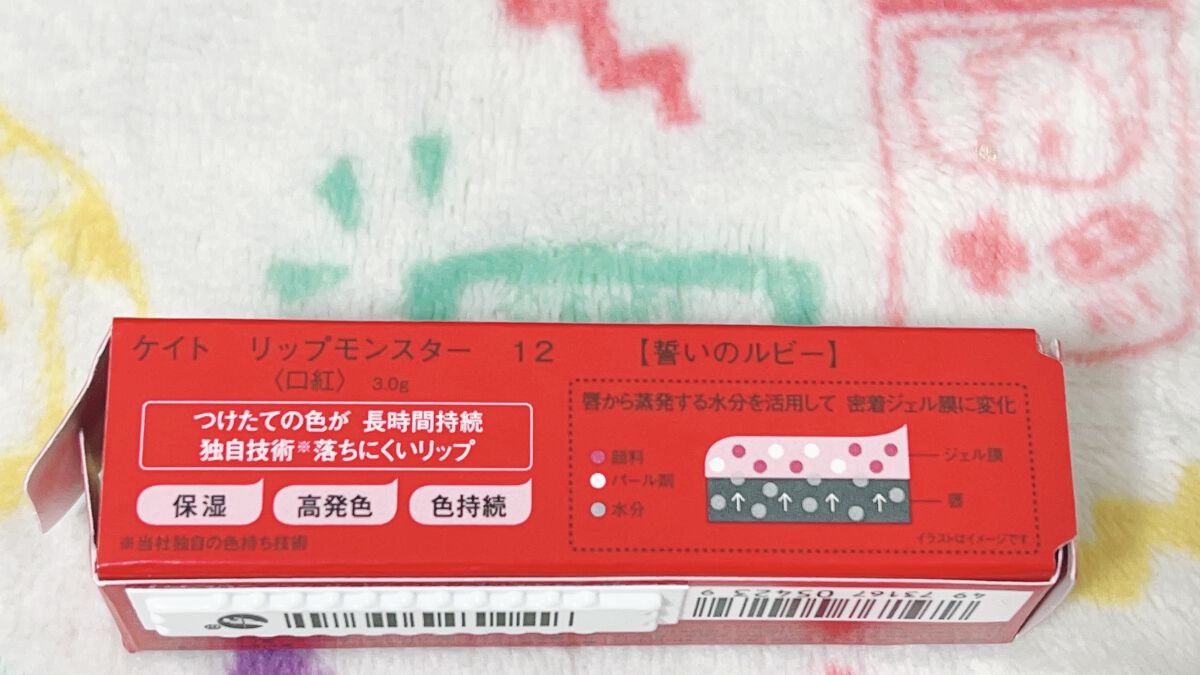 ケイト リップモンスター 12 【誓いのルビー】
〈口紅〉 3.0g
つけたての色が 長時間持続
独自技術※落ちにくいリップ
保湿 高発色 色持続
※当社独自の色持ち技術
唇から蒸発する水分を活用して 密着ジェル膜に変化
顔料
パール剤
水分
ジェル膜
唇
イラストはイメージです
49 73167 05423 9